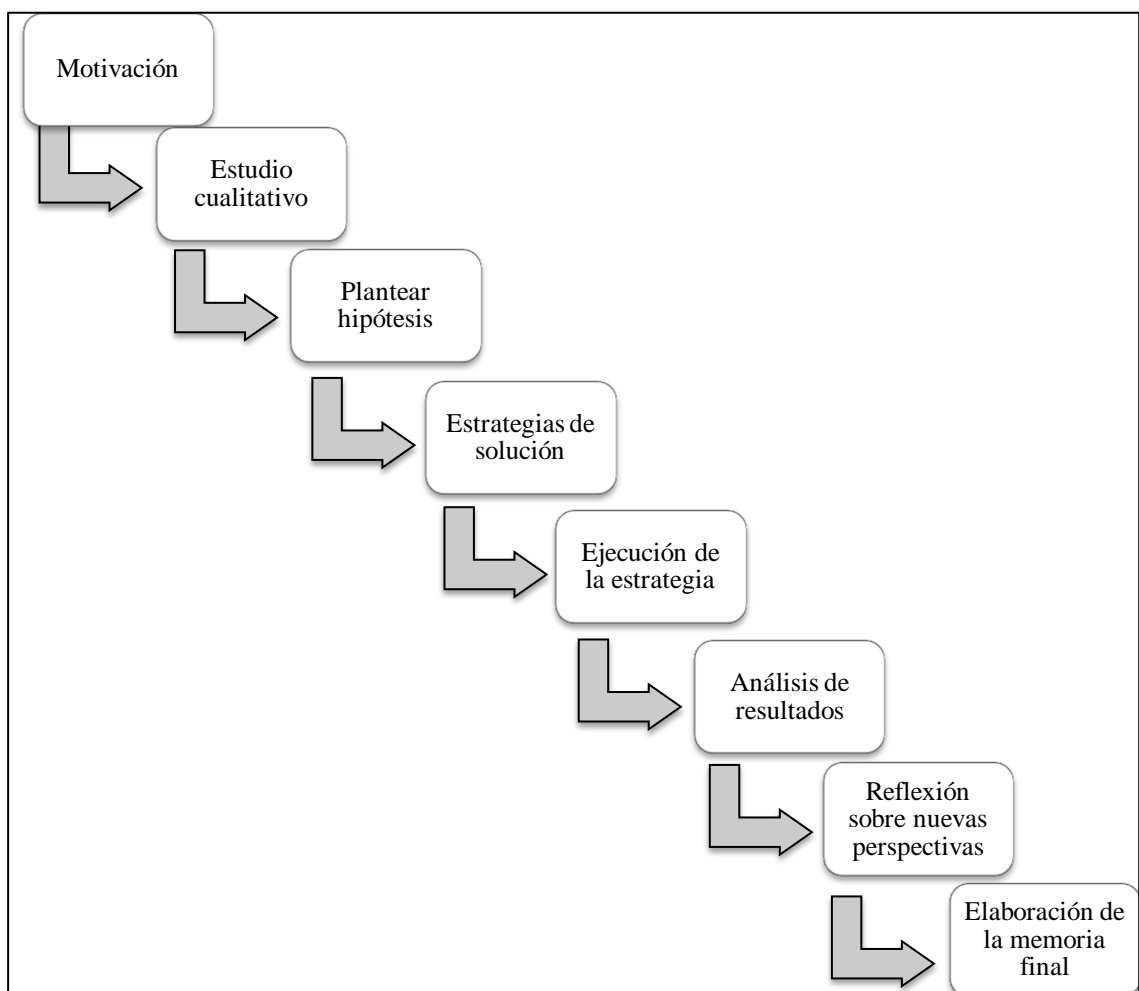 Motivación
Estudio
cualitativo
Plantear
hipótesis
Estrategias de
solución
Ejecución de
la estrategia
Análisis de
resultados
Reflexión
sobre nuevas
perspectivas
Elaboración de
la memoria
final